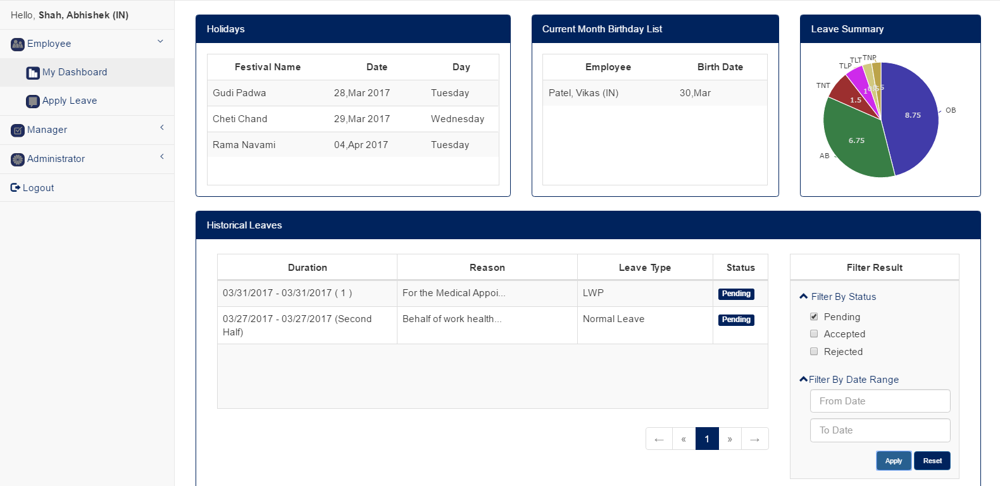 Hello, Shah, Abhishek (IN)
Employee
My Dashboard
Apply Leave
Manager
Administrator
Logout
Holidays
Festival Name Date Day
Gudi Padwa 28,Mar 2017 Tuesday
Cheti Chand 29,Mar 2017 Wednesday
Rama Navami 04,Apr 2017 Tuesday
Current Month Birthday List
Employee Birth Date
Patel, Vikas (IN) 30,Mar
Leave Summary
TNP
TLT
TLP
TNT
AB
OB
8.75
6.75
1.5
1
Historical Leaves
Duration Reason Leave Type Status
03/31/2017 - 03/31/2017 ( 1 ) For the Medical Appoi... LWP Pending
03/27/2017 - 03/27/2017 (Second Behalf of work health... Normal Leave Pending
Half)
← « 1 » →
Filter Result
Filter By Status
Pending
Accepted
Rejected
Filter By Date Range
From Date
To Date
Apply Reset